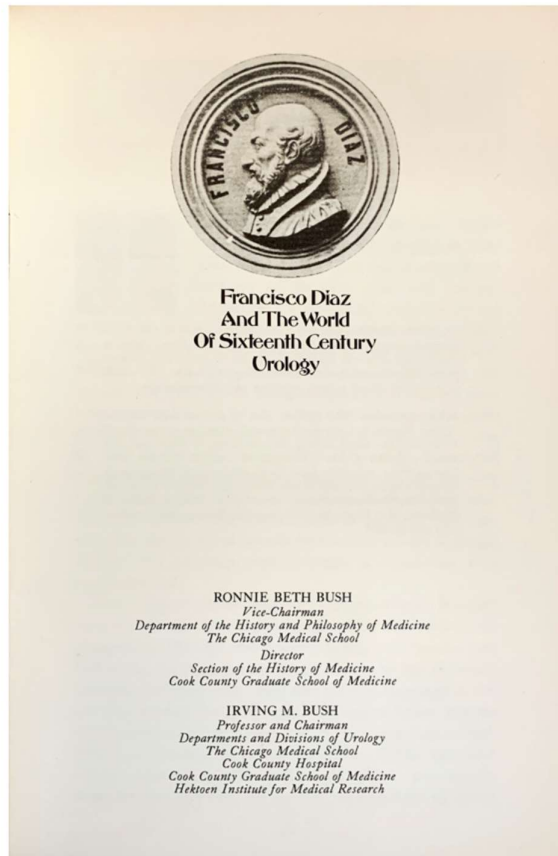 FRANCISCO DIAZ
Francisco Diaz
And The World
Of Sixteenth Century
Urology
RONNIE BETH BUSH
Vice-Chairman
Department of the History and Philosophy of Medicine
The Chicago Medical School
Director
Section of the History of Medicine
Cook County Graduate School of Medicine
IRVING M. BUSH
Professor and Chairman
Departments and Divisions of Urology
The Chicago Medical School
Cook County Hospital
Cook County Graduate School of Medicine
Hektoen Institute for Medical Research